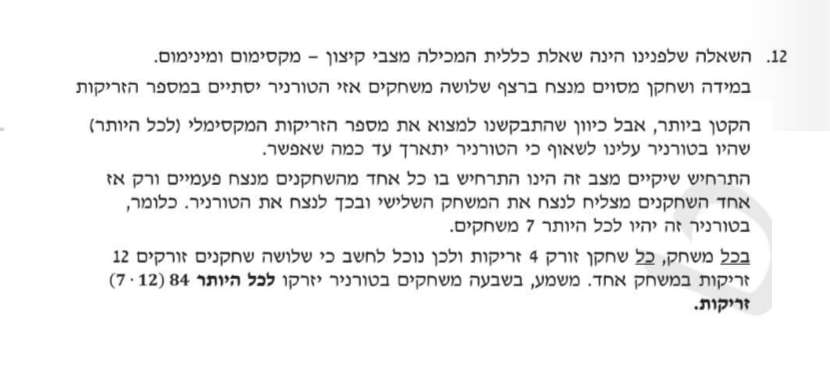 12. השאלה שלפנינו הינה שאלת כללית המכילה מצבי קיצון – מקסימום ומינימום.
במידה ושחקן מסוים מנצח ברצף שלושה משחקים אזי הטורניר יסתיים במספר הזריקות
הקטן ביותר, אבל כיוון שהתבקשנו למצוא את מספר הזריקות המקסימלי (לכל היותר)
שהיו בטורניר עלינו לשאוף כי הטורניר יתארך עד כמה שאפשר.
התרחיש שיקיים מצב זה הינו התרחיש בו כל אחד מהשחקנים מנצח פעמיים ורק אז
אחד השחקנים מצליח לנצח את המשחק השלישי ובכך לנצח את הטורניר. כלומר,
בטורניר זה יהיו לכל היותר 7 משחקים.
בכל משחק, כל שחקן זורק 4 זריקות ולכן נוכל לחשב כי שלושה שחקנים זורקים 12
זריקות במשחק אחד. משמע, בשבעה משחקים בטורניר יזרקו לכל היותר 84 (12 · 7)
זריקות.